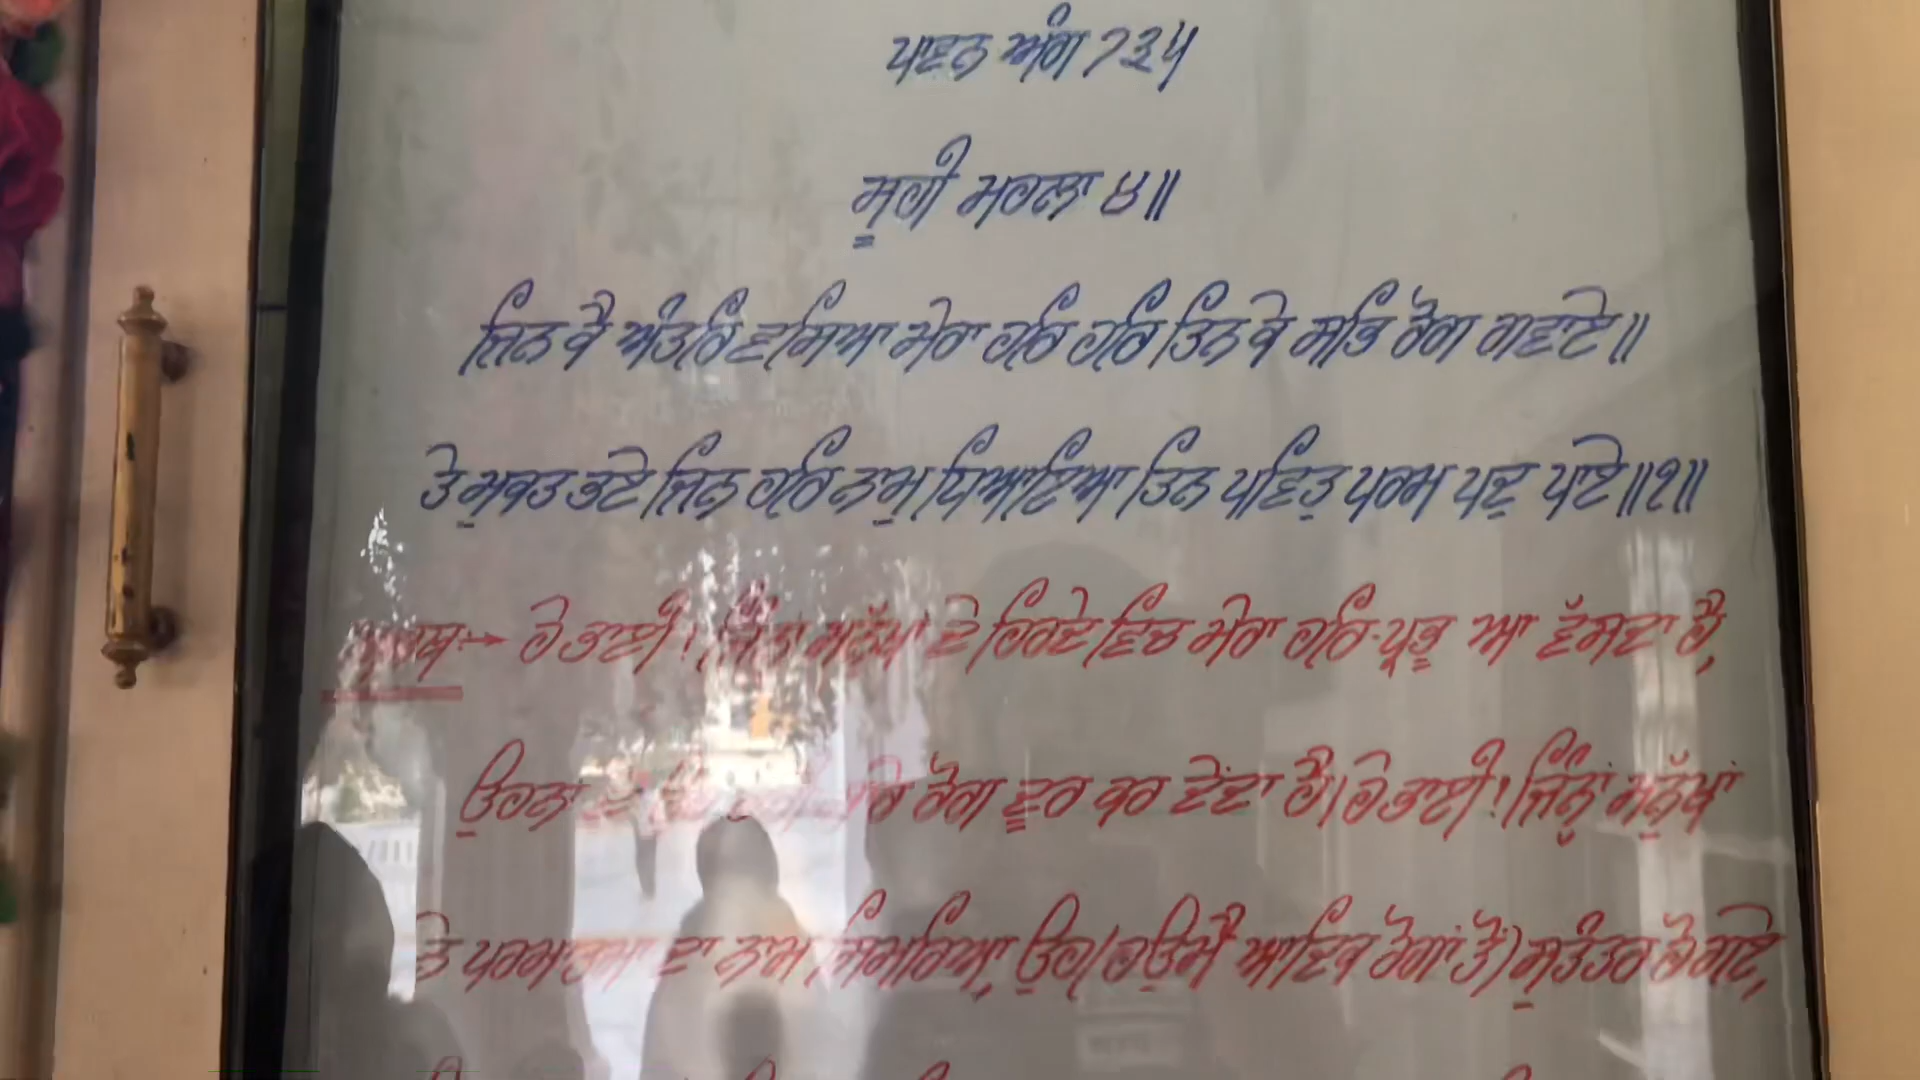 ਪਾਵਨ ਅੰਗ ੭੩੫
ਸੂਹੀ ਮਹਲਾ ੪॥
ਜਿਨ ਕੈ ਅੰਤਰਿ ਵਸਿਆ ਮੇਰਾ ਹਰਿ ਹਰਿ ਤਿਨ ਕੇ ਸਭਿ ਰੋਗ ਗਵਾਏ॥
ਤੇ ਮੁਕਤ ਭਏ ਜਿਨ ਹਰਿ ਨਾਮੁ ਧਿਆਇਆ ਤਿਨ ਪਵਿਤੁ ਪਰਮ ਪਦੁ ਪਾਏ॥੧॥
ਹੇ ਭਾਈ! ਮਨੁੱਖਾਂ ਦੇ ਹਿਰਦੇ ਵਿਚ ਮੇਰਾ ਹਰਿ-ਪ੍ਰਭੂ ਆ ਵੱਸਦਾ ਹੈ,
ਉਹਨਾਂ ਰੋਗ ਦੂਰ ਕਰ ਦੇਂਦਾ ਹੈ। ਹੇ ਭਾਈ! ਜਿੰਨ੍ਹਾਂ ਮਨੁੱਖਾਂ
ਨੇ ਪਰਮਾਤਮਾ ਦਾ ਨਾਮ ਸਿਮਰਿਆ, ਉਹ (ਹਉਮੈ ਆਦਿਕ ਰੋਗਾਂ ਤੋਂ) ਸੁਤੰਤਰ ਹੋ ਗਏ,